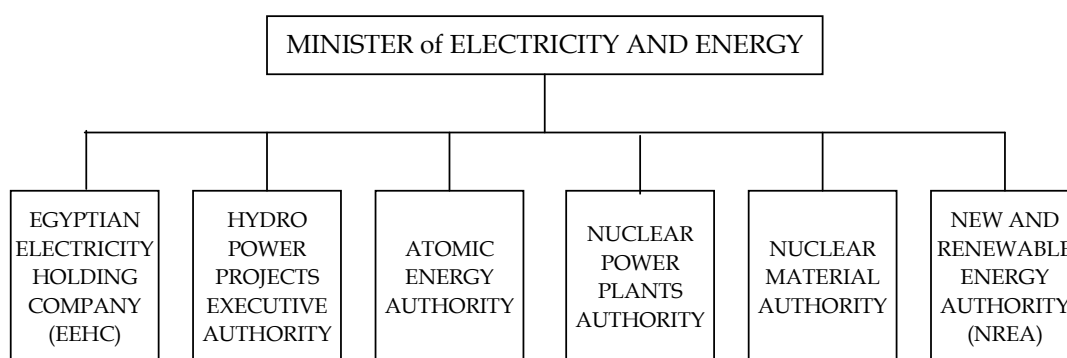 MINISTER of ELECTRICITY AND ENERGY
EGYPTIAN
ELECTRICITY
HOLDING
COMPANY
(EEHC)
HYDRO
POWER
PROJECTS
EXECUTIVE
AUTHORITY
ATOMIC
ENERGY
AUTHORITY
NUCLEAR
POWER
PLANTS
AUTHORITY
NUCLEAR
MATERIAL
AUTHORITY
NEW AND
RENEWABLE
ENERGY
AUTHORITY
(NREA)